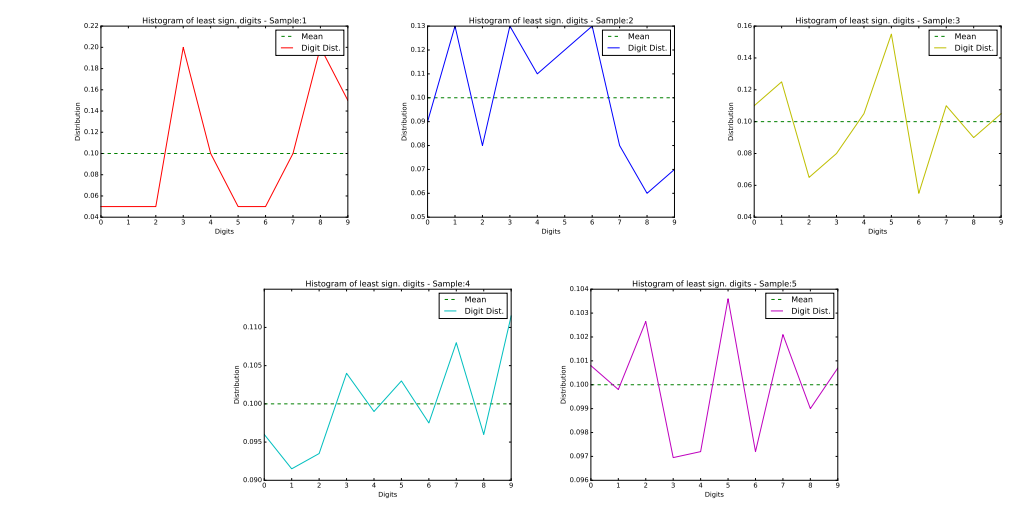 Histogram of least sign. digits - Sample:1
Mean
Digit Dist.
Distribution
0.22
0.20
0.18
0.16
0.14
0.12
0.10
0.08
0.06
0.04
0 1 2 3 4 5 6 7 8 9
Digits
Histogram of least sign. digits - Sample:2
Mean
Digit Dist.
Distribution
0.13
0.12
0.11
0.10
0.09
0.08
0.07
0.06
0.05
0 1 2 3 4 5 6 7 8 9
Digits
Histogram of least sign. digits - Sample:3
Mean
Digit Dist.
Distribution
0.16
0.14
0.12
0.10
0.08
0.06
0.04
0 1 2 3 4 5 6 7 8 9
Digits
Histogram of least sign. digits - Sample:4
Mean
Digit Dist.
Distribution
0.110
0.105
0.100
0.095
0.090
0 1 2 3 4 5 6 7 8 9
Digits
Histogram of least sign. digits - Sample:5
Mean
Digit Dist.
Distribution
0.104
0.103
0.102
0.101
0.100
0.099
0.098
0.097
0.096
0 1 2 3 4 5 6 7 8 9
Digits